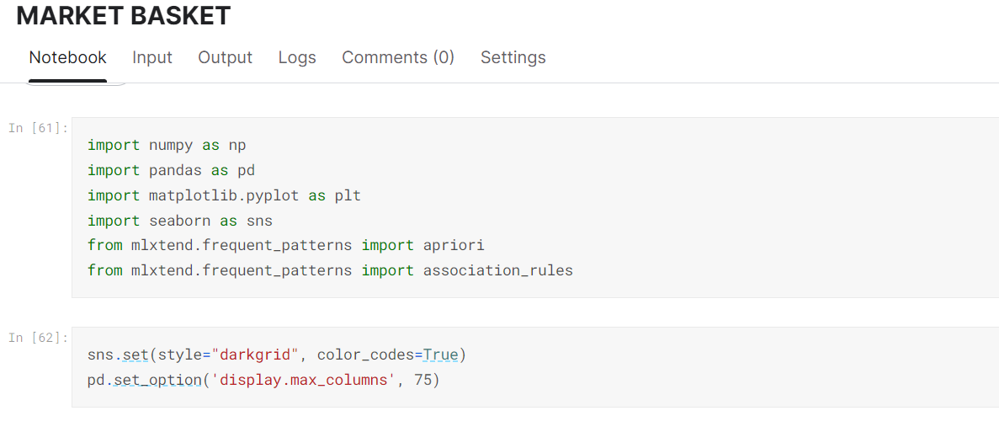 MARKET BASKET
Notebook Input Output Logs Comments (0) Settings
In [61]:
import numpy as np
import pandas as pd
import matplotlib.pyplot as plt
import seaborn as sns
from mlxtend.frequent_patterns import apriori
from mlxtend.frequent_patterns import association_rules
In [62]:
sns.set(style="darkgrid", color_codes=True)
pd.set_option('display.max_columns', 75)